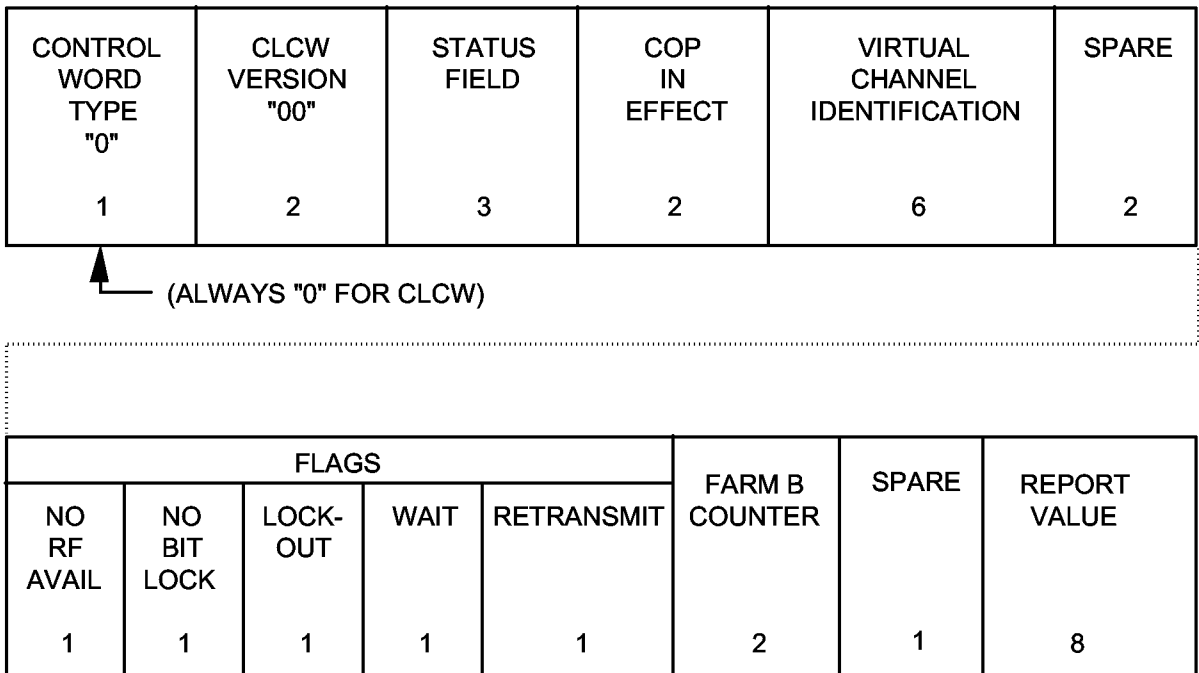 CONTROL
WORD
TYPE
"0"
1
CLCW
VERSION
"00"
2
STATUS
FIELD
3
COP
IN
EFFECT
2
VIRTUAL
CHANNEL
IDENTIFICATION
6
SPARE
2
(ALWAYS "0" FOR CLCW)
FLAGS
NO
RF
AVAIL
1
NO
BIT
LOCK
1
LOCK-
OUT
1
WAIT
1
RETRANSMIT
1
FARM B
COUNTER
2
SPARE
1
REPORT
VALUE
8